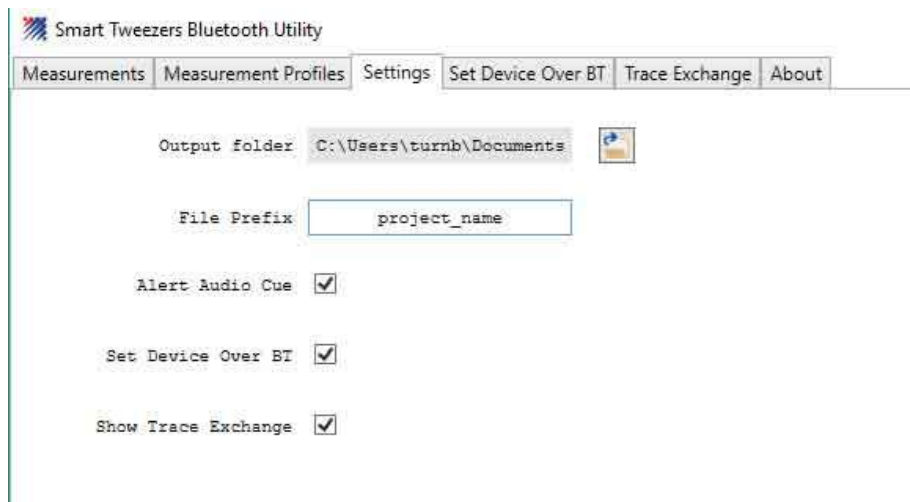 Smart Tweezers Bluetooth Utility
Measurements Measurement Profiles Settings Set Device Over BT Trace Exchange About
Output folder C:\Users\turnb\Documents
File Prefix project_name
Alert Audio Cue
Set Device Over BT
Show Trace Exchange